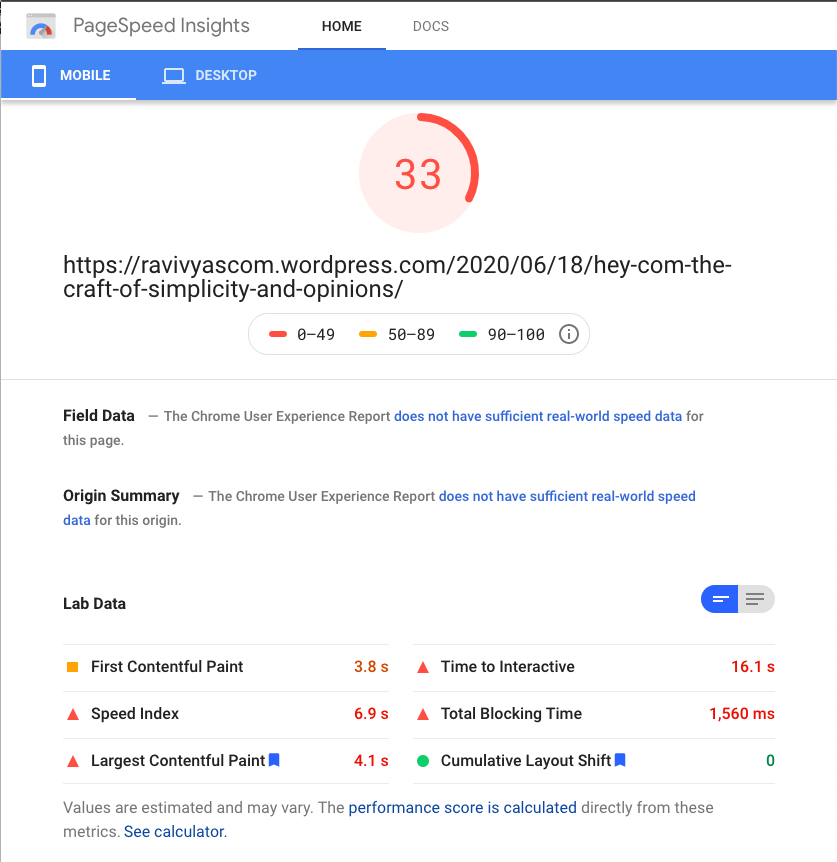 PageSpeed Insights HOME DOCS
MOBILE DESKTOP
33
https://ravivyascom.wordpress.com/2020/06/18/hey-com-the-
craft-of-simplicity-and-opinions/
0–49 50–89 90–100
Field Data — The Chrome User Experience Report does not have sufficient real-world speed data for
this page.
Origin Summary — The Chrome User Experience Report does not have sufficient real-world speed
data for this origin.
Lab Data
First Contentful Paint 3.8 s
Time to Interactive 16.1 s
Speed Index 6.9 s
Total Blocking Time 1,560 ms
Largest Contentful Paint 4.1 s
Cumulative Layout Shift 0
Values are estimated and may vary. The performance score is calculated directly from these
metrics. See calculator.